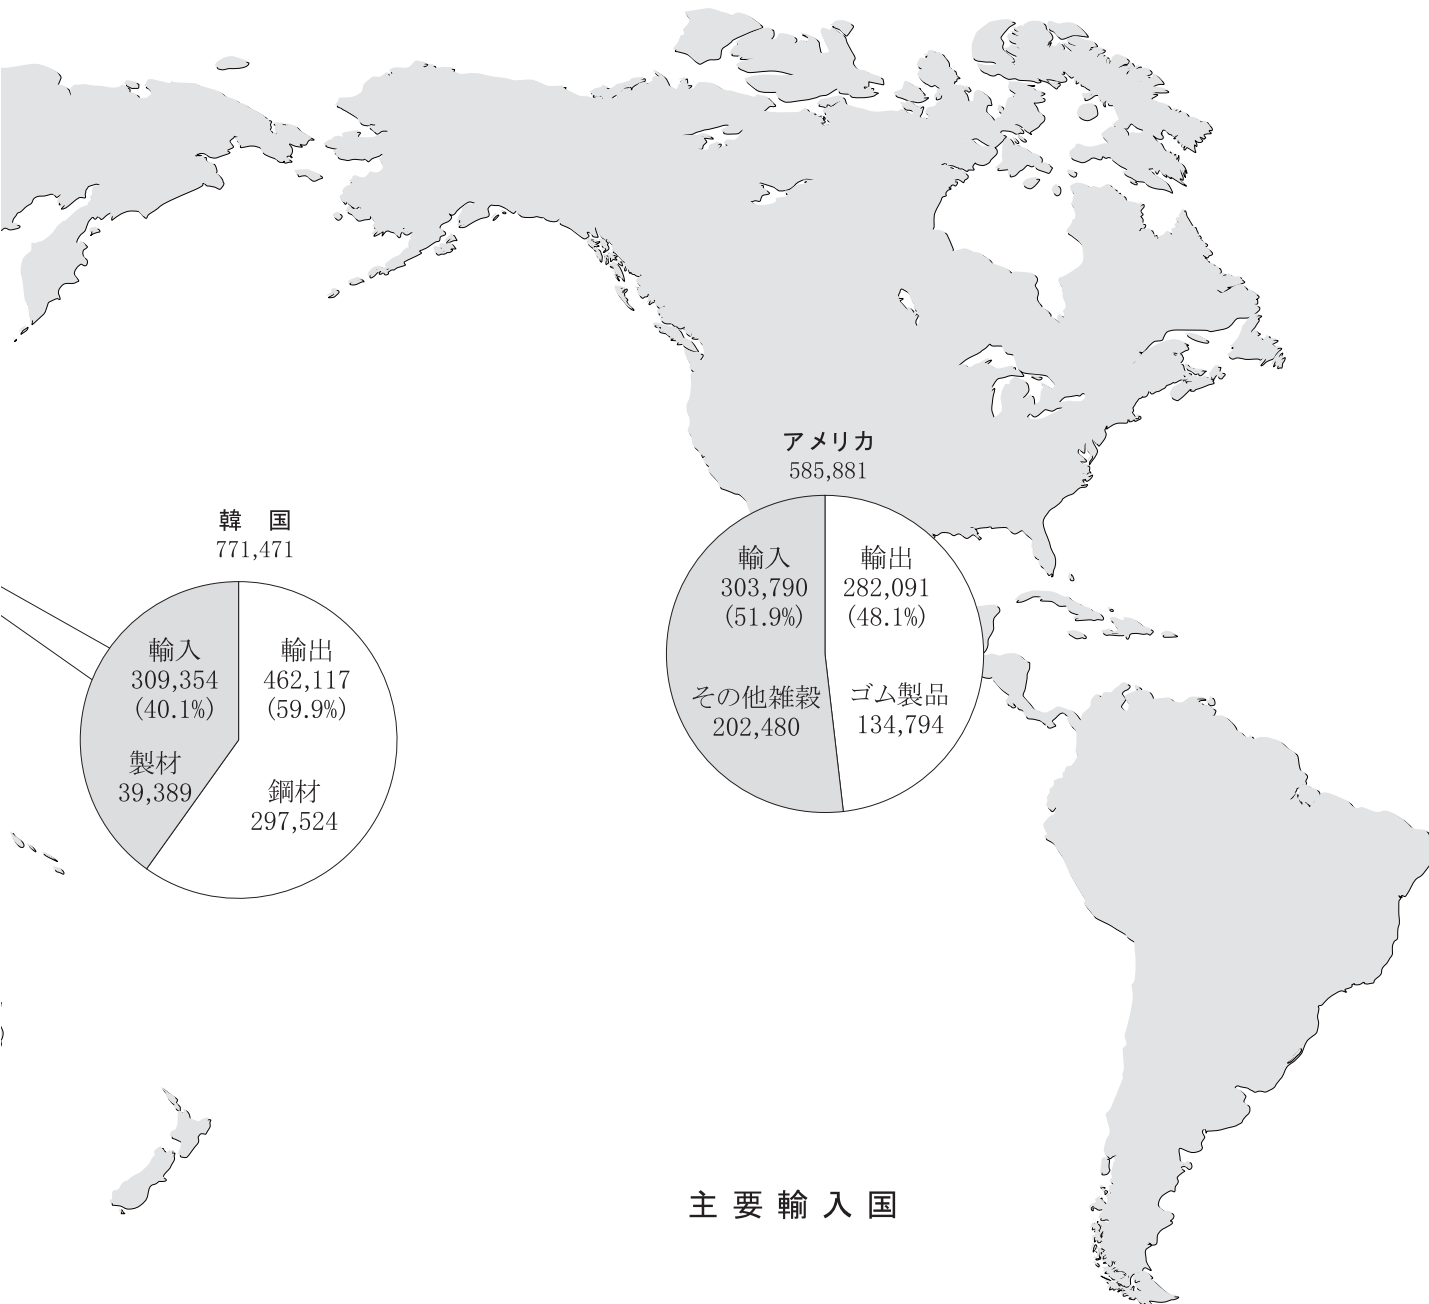 アメリカ
585,881
輸入
303,790
(51.9%)
輸出
282,091
(48.1%)
その他雑穀
202,480
ゴム製品
134,794
韓 国
771,471
輸入
309,354
(40.1%)
輸出
462,117
(59.9%)
製材
39,389
鋼材
297,524
主要輸入国